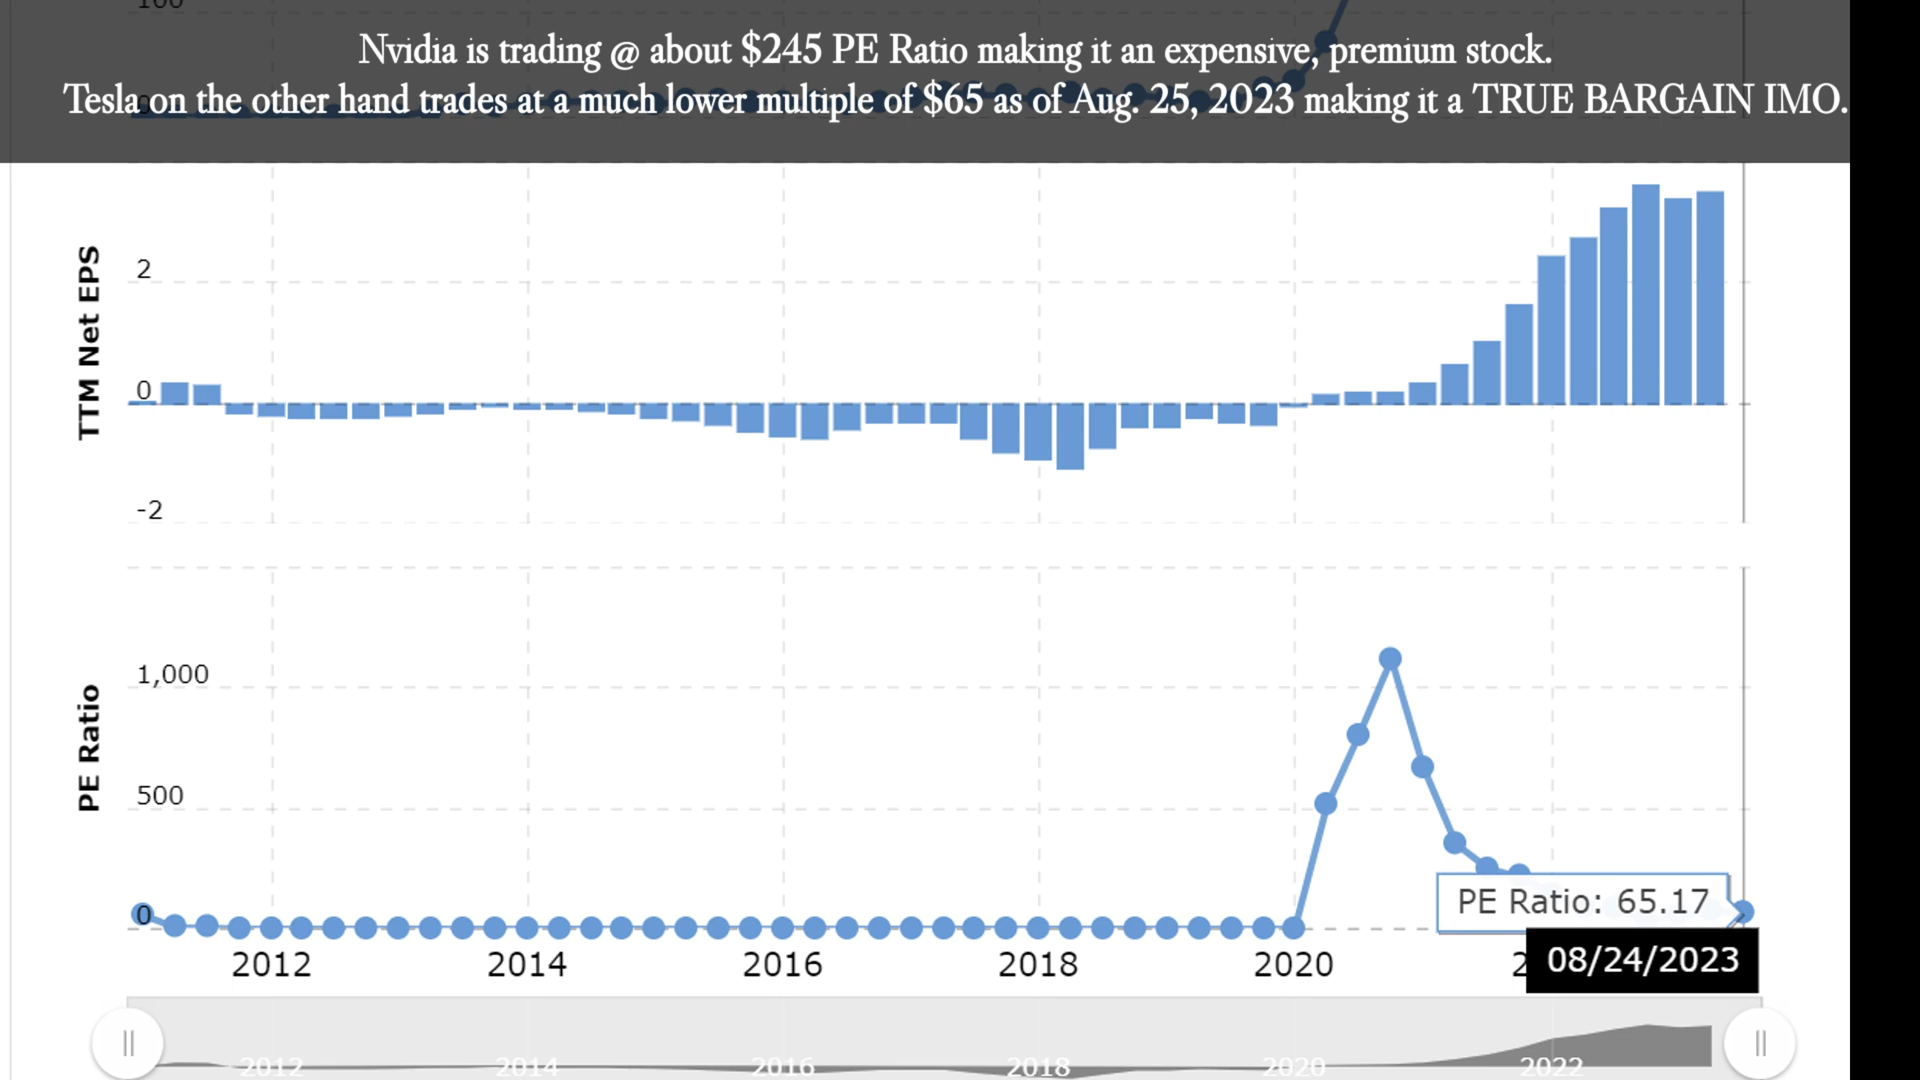 100
Nvidia is trading @ about $245 PE Ratio making it an expensive, premium stock.
Tesla on the other hand trades at a much lower multiple of $65 as of Aug. 25, 2023 making it a TRUE BARGAIN IMO.
0
TTM Net EPS
2
0
-2
PE Ratio
1,000
500
0
PE Ratio: 65.17
2012 2014 2016 2018 2020 2
08/24/2023
2012 2014 2016 2018 2020 2022